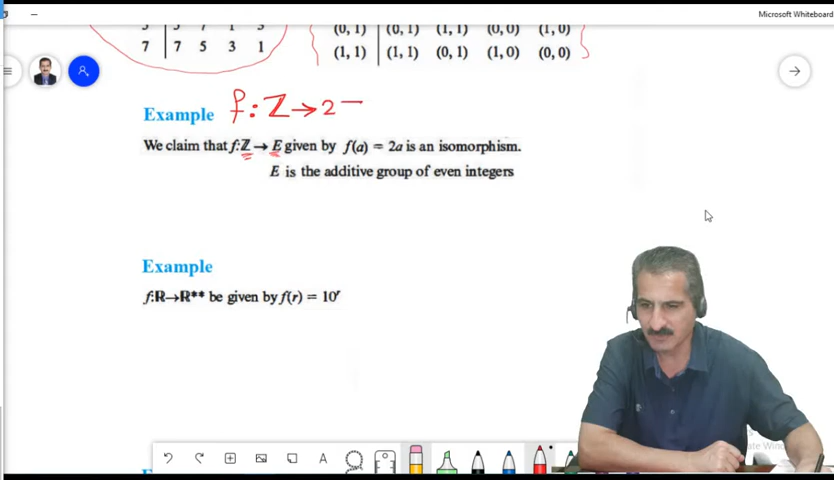 Microsoft Whiteboard
(0, 1) (0, 1) (1, 1) (0, 0) (1, 0)
7 7 5 3 1 (1, 1) (1, 1) (0, 1) (1, 0) (0, 0)
Example f: Z → 2
We claim that f:Z → E given by f(a) = 2a is an isomorphism.
E is the additive group of even integers
Example
f:R→R** be given by f(r) = 10ʳ
A